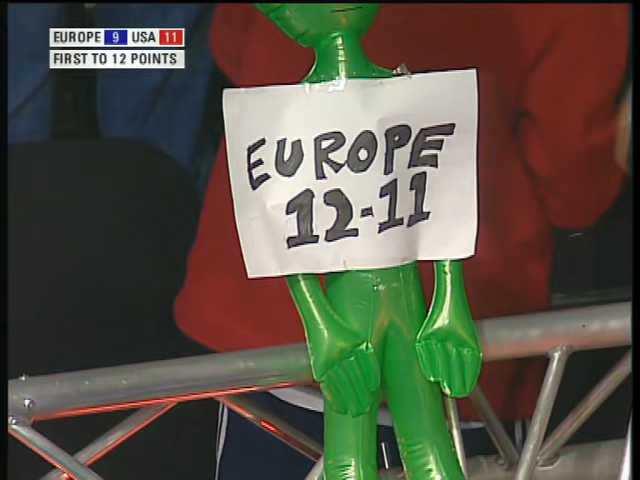 EUROPE 9 USA 11
FIRST TO 12 POINTS
EUROPE
12-11